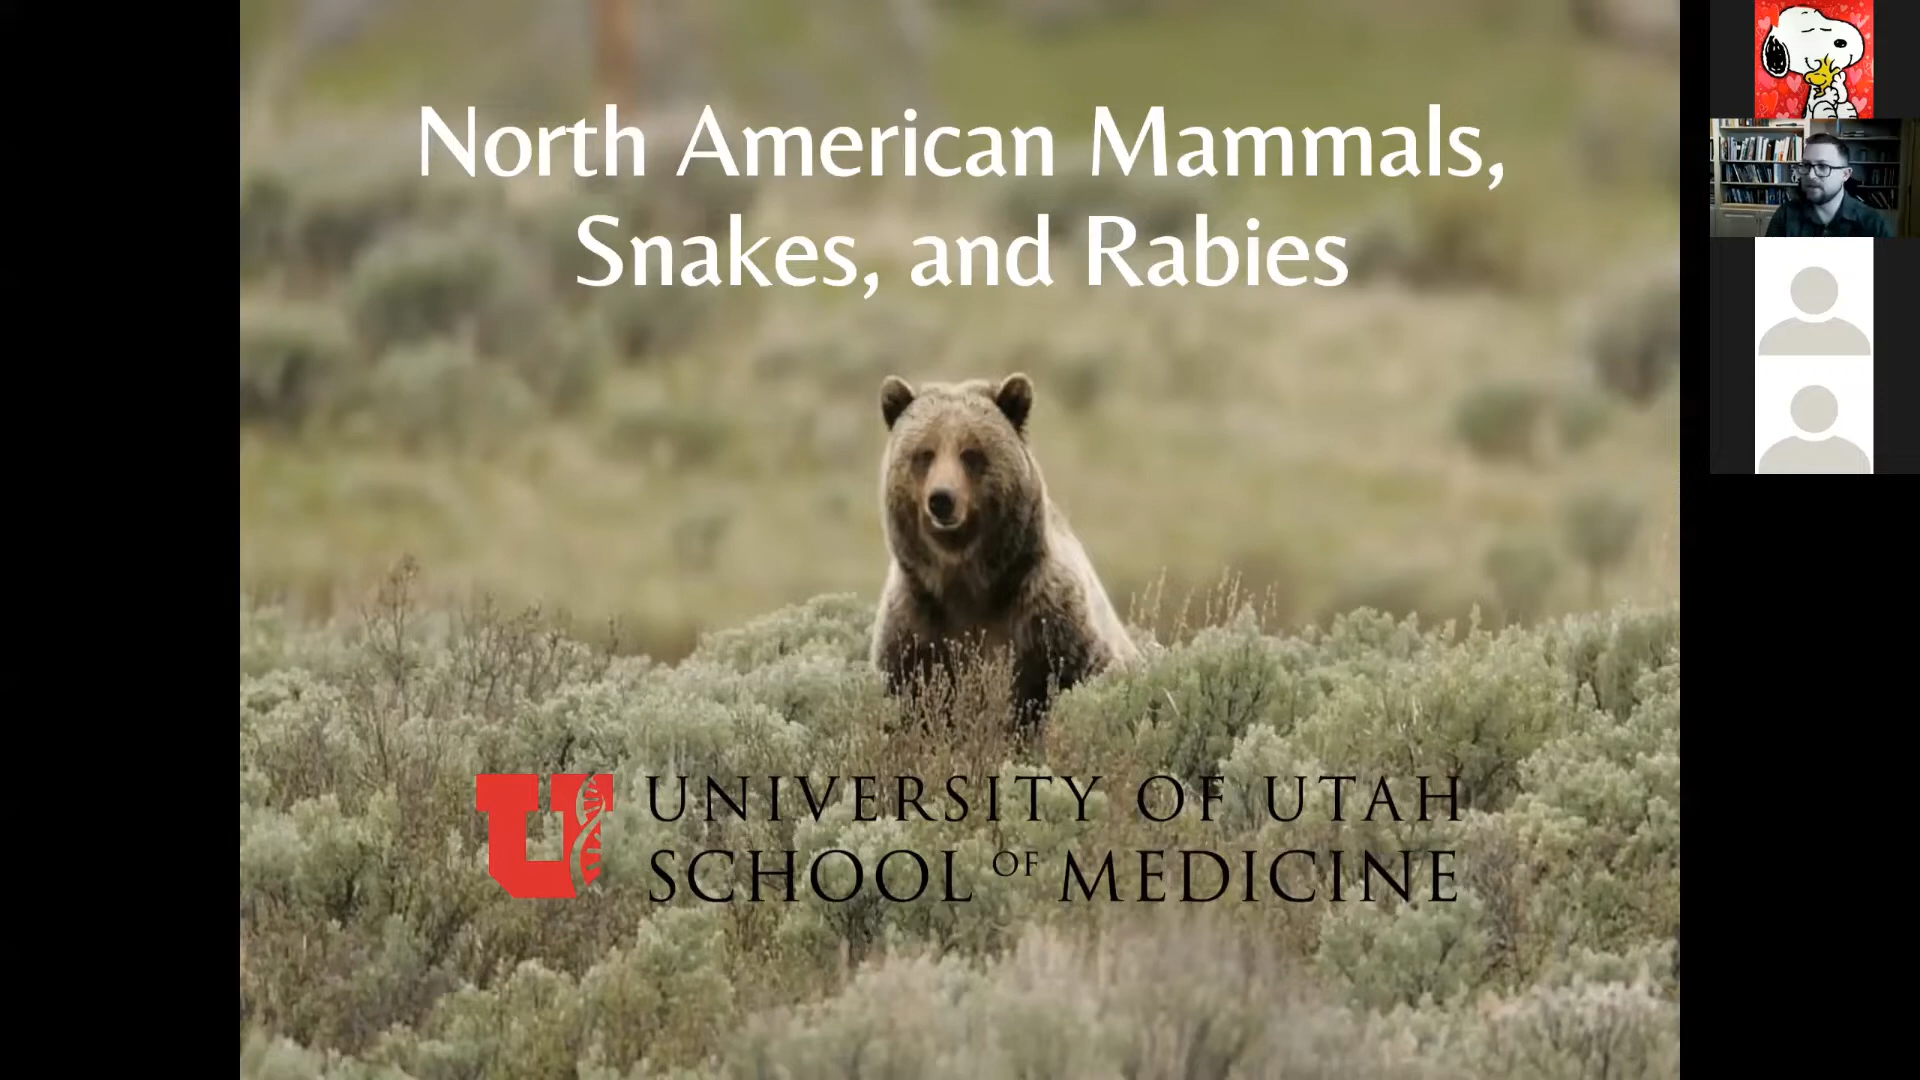 North American Mammals,
Snakes, and Rabies
UNIVERSITY OF UTAH
SCHOOL OF MEDICINE